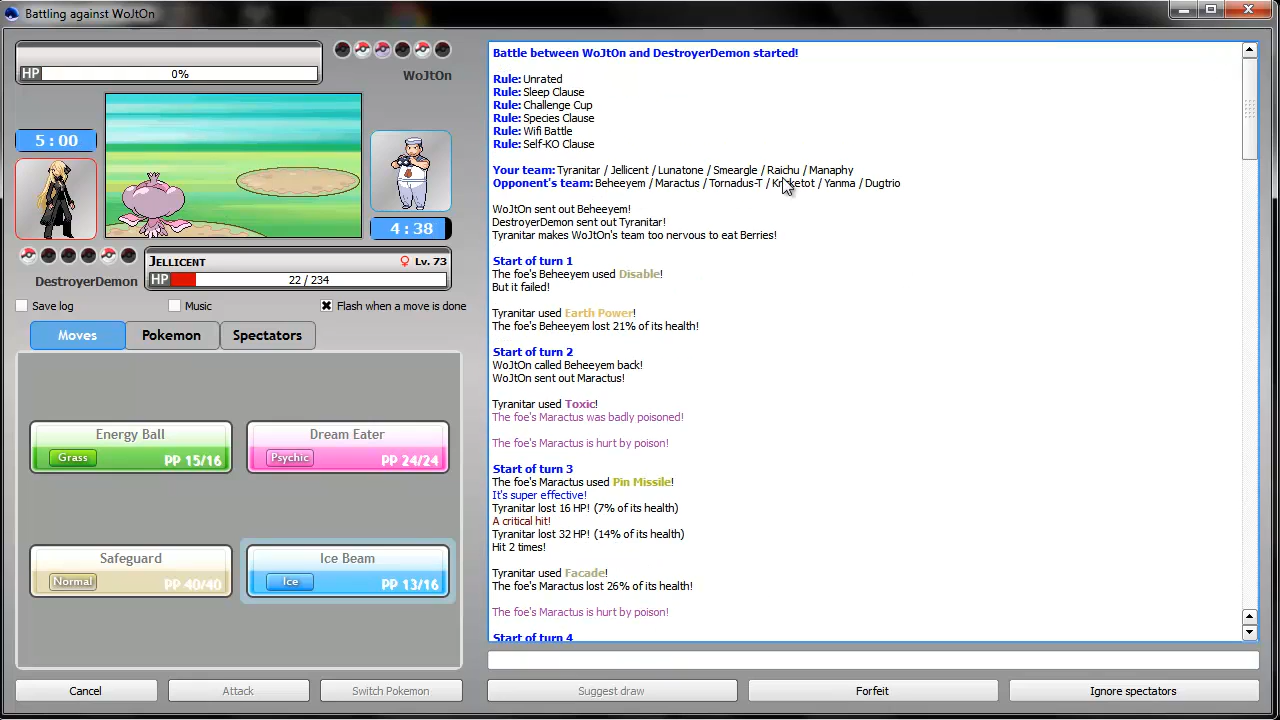 Battling against WoJtOn
HP 0%
WoJtOn
5:00
4:38
JELLICENT ♀ Lv. 73
HP 22 / 234
DestroyerDemon
Save log
Music
Flash when a move is done
Moves
Pokemon
Spectators
Energy Ball
Grass PP 15/16
Dream Eater
Psychic PP 24/24
Safeguard
Normal PP 40/40
Ice Beam
Ice PP 13/16
Cancel
Attack
Switch Pokemon
Battle between WoJtOn and DestroyerDemon started!
Rule: Unrated
Rule: Sleep Clause
Rule: Challenge Cup
Rule: Species Clause
Rule: Wifi Battle
Rule: Self-KO Clause
Your team: Tyranitar / Jellicent / Lunatone / Smeargle / Raichu / Manaphy
Opponent's team: Beheeyem / Maractus / Tornadus-T / / Yanma / Dugtrio
WoJtOn sent out Beheeyem!
DestroyerDemon sent out Tyranitar!
Tyranitar makes WoJtOn's team too nervous to eat Berries!
Start of turn 1
The foe's Beheeyem used Disable!
But it failed!
Tyranitar used Earth Power!
The foe's Beheeyem lost 21% of its health!
Start of turn 2
WoJtOn called Beheeyem back!
WoJtOn sent out Maractus!
Tyranitar used Toxic!
The foe's Maractus was badly poisoned!
The foe's Maractus is hurt by poison!
Start of turn 3
The foe's Maractus used Pin Missile!
It's super effective!
Tyranitar lost 16 HP! (7% of its health)
A critical hit!
Tyranitar lost 32 HP! (14% of its health)
Hit 2 times!
Tyranitar used Facade!
The foe's Maractus lost 26% of its health!
The foe's Maractus is hurt by poison!
Start of turn 4
Suggest draw
Forfeit
Ignore spectators